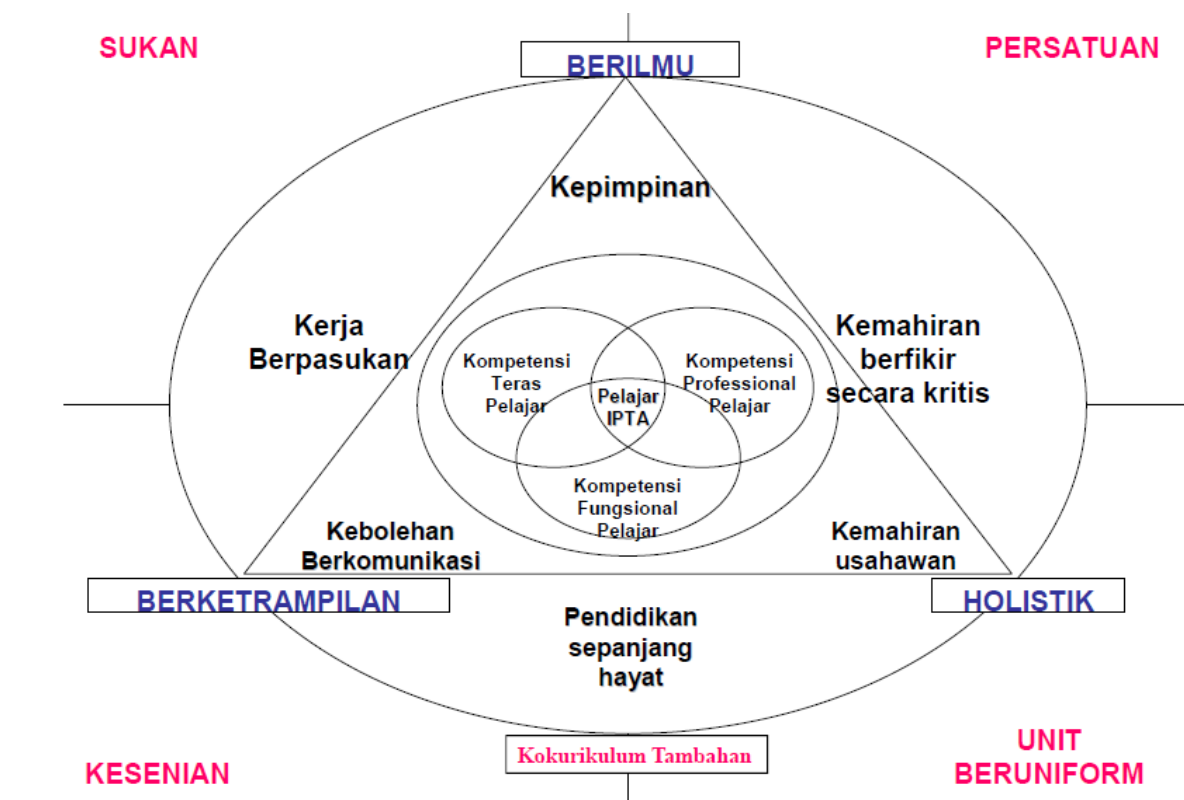 SUKAN
PERSATUAN
BERILMU
Kepimpinan
Kerja
Berpasukan
Kemahiran
berfikir
secara kritis
Kompetensi
Teras
Pelajar
Kompetensi
Professional
Pelajar
Pelajar
IPTA
Kompetensi
Fungsional
Pelajar
Kebolehan
Berkomunikasi
Kemahiran
usahawan
BERKETRAMPILAN
HOLISTIK
Pendidikan
sepanjang
hayat
Kokurikulum Tambahan
KESENIAN
UNIT
BERUNIFORM